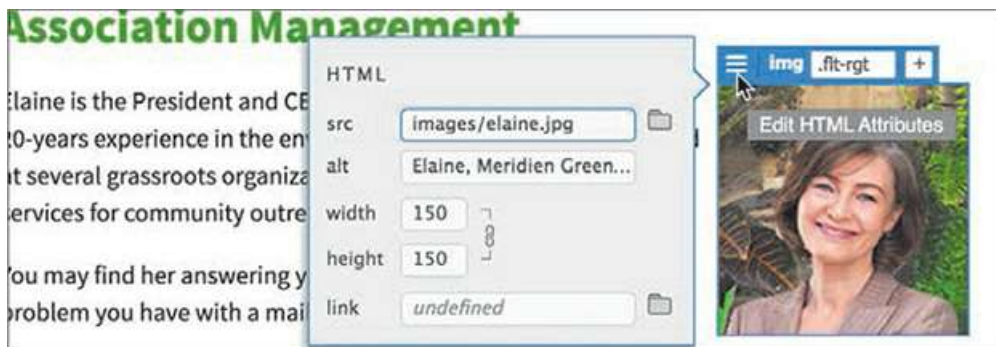 Association Management
Elaine is the President and CE
20-years experience in the en
at several grassroots organiza
services for community outre
You may find her answering y
problem you have with a mai
HTML
src images/elaine.jpg
alt Elaine, Meridien Green...
width 150
height 150
link undefined
img .flt-rgt +
Edit HTML Attributes